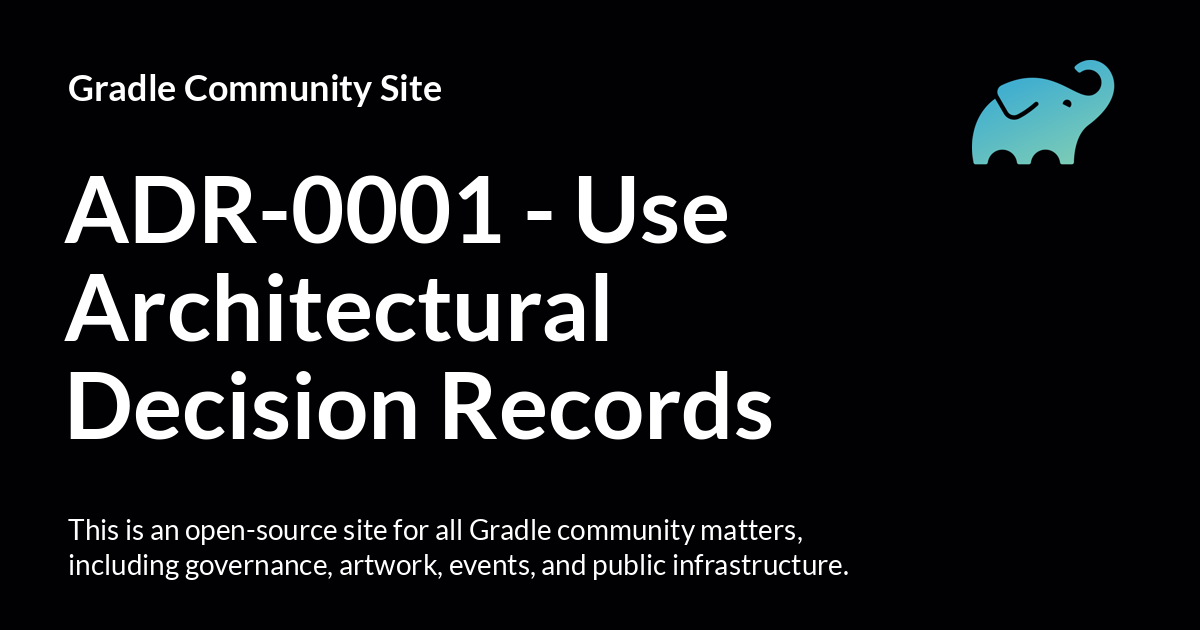 Gradle Community Site
ADR-0001 - Use
Architectural
Decision Records
This is an open-source site for all Gradle community matters,
including governance, artwork, events, and public infrastructure.